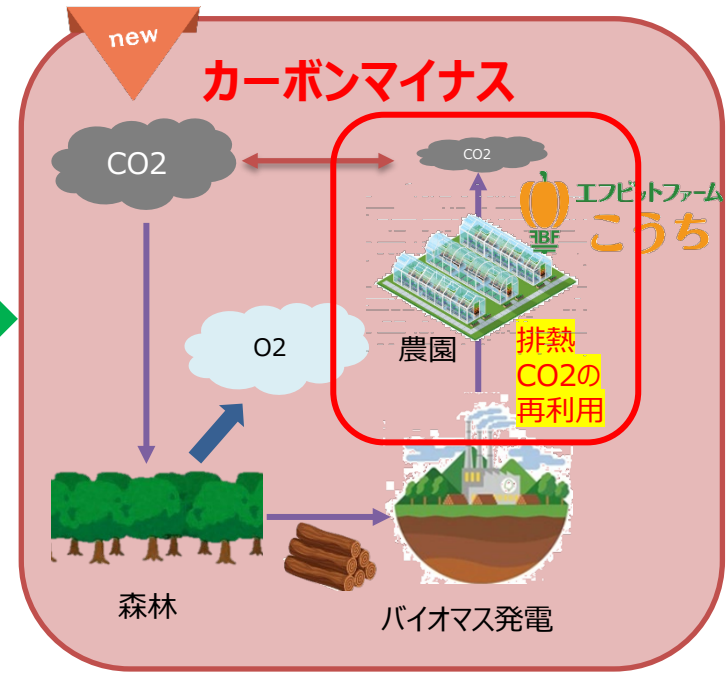 new
カーボンマイナス
CO2
CO2
エフビットファーム
こうち
FBF
O2
農園
排熱
CO2の
再利用
森林
バイオマス発電